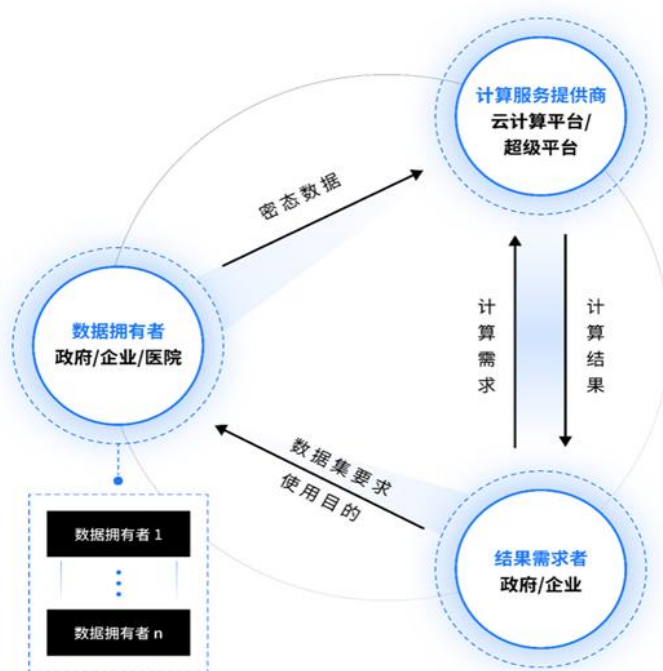 计算服务提供商
云计算平台/
超级平台
密态数据
数据拥有者
政府/企业/医院
计算需求
计算结果
数据集要求
使用目的
数据拥有者 1
数据拥有者 n
结果需求者
政府/企业